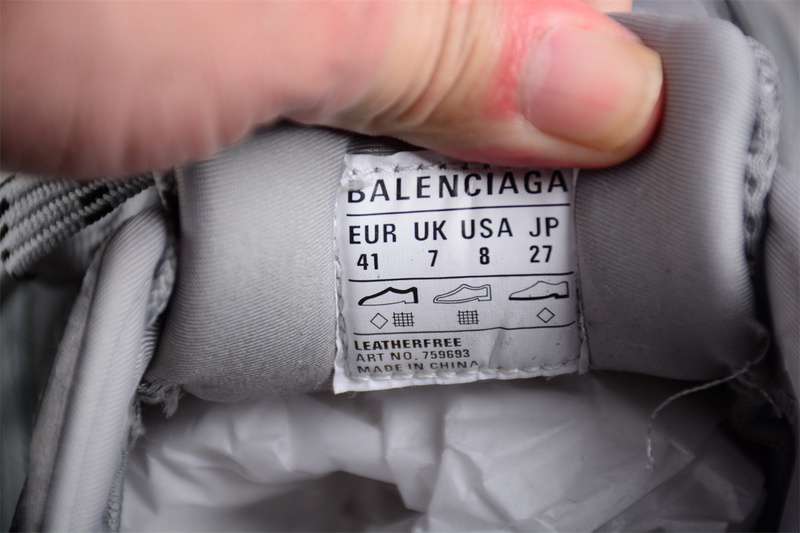 BALENCIAGA
EUR UK USA JP
41 7 8 27
LEATHERFREE
ART NO. 759693
MADE IN CHINA